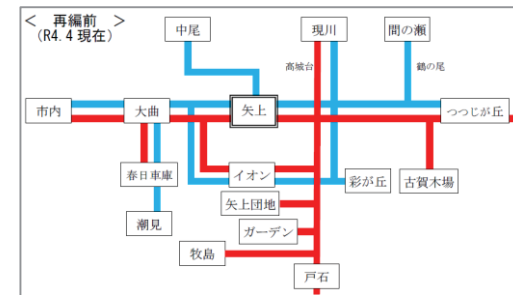 ＜ 再編前 ＞
(R4.4 現在)
中尾
現川
間の瀬
高城台
鶴の尾
市内
大曲
矢上
つつじが丘
春日車庫
イオン
彩が丘
古賀木場
矢上団地
潮見
ガーデン
牧島
戸石